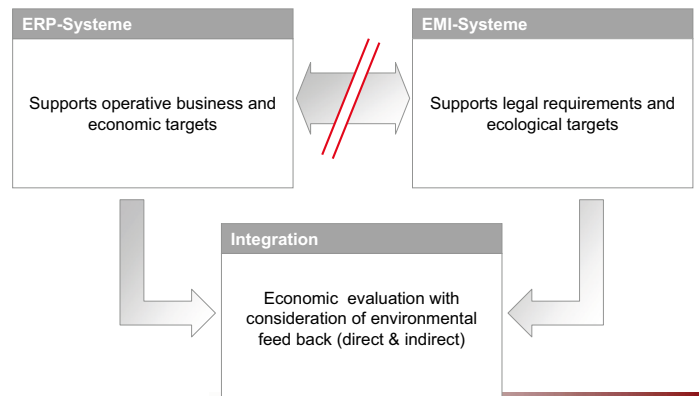 ERP-Systeme
EMI-Systeme
Supports operative business and
economic targets
Supports legal requirements and
ecological targets
Integration
Economic evaluation with
consideration of environmental
feed back (direct & indirect)